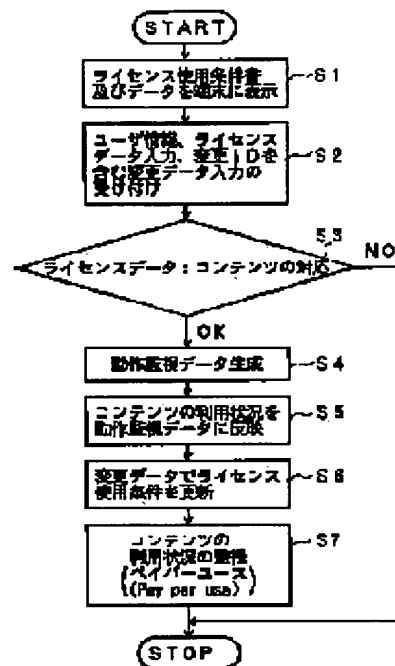 START
ライセンス使用条件書
及びデータを端末に表示
S1
ユーザ情報、ライセンス
データ入力、変更IDを
含む変更データ入力の
受け付け
S2
S3
ライセンスデータ：コンテンツの対応
NO
OK
動作監視データ生成
S4
コンテンツの利用状況を
動作監視データに反映
S5
変更データでライセンス
使用条件を更新
S6
コンテンツの
利用状況の
ペイパーユース
(Pay per use)
S7
STOP